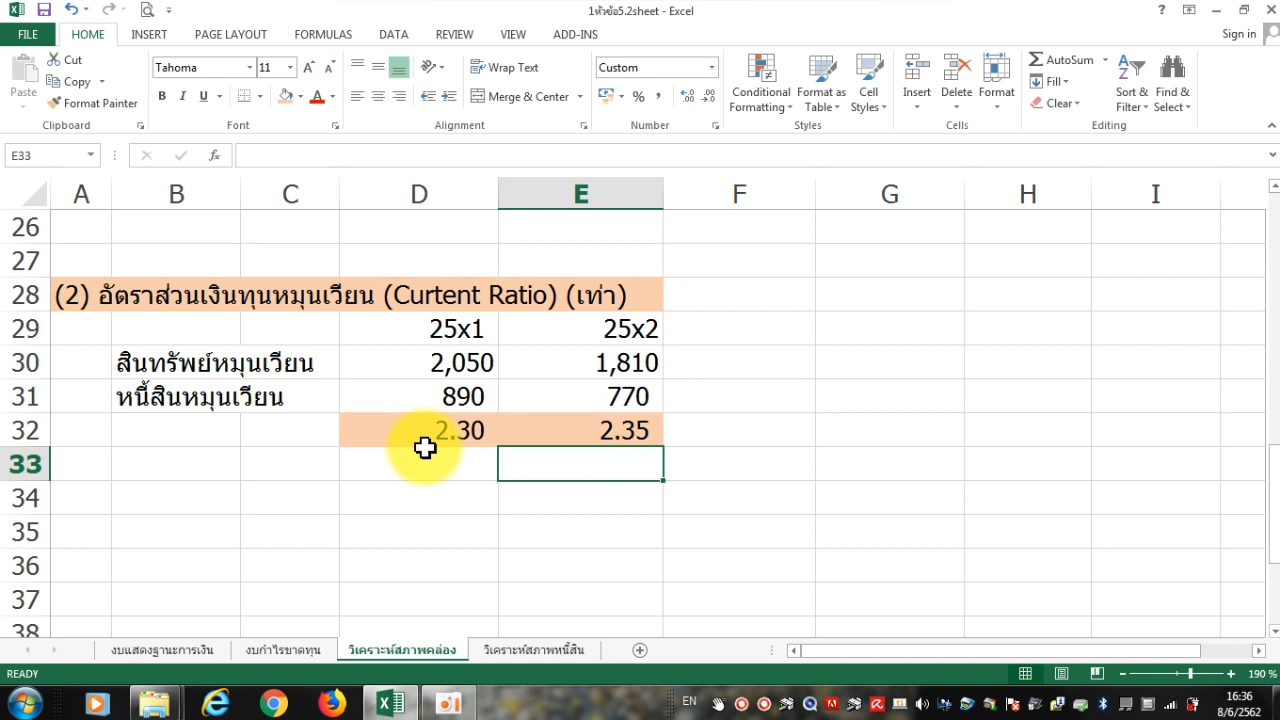 1หัวข้อ5.2sheet - Excel
Sign in
FILE HOME INSERT PAGE LAYOUT FORMULAS DATA REVIEW VIEW ADD-INS
Paste
Cut
Copy
Format Painter
Clipboard
Tahoma 11
B I U
Font
Wrap Text
Merge & Center
Alignment
Custom
Number
Conditional Formatting
Format as Table
Cell Styles
Styles
Insert Delete Format
Cells
AutoSum
Fill
Clear
Sort & Filter
Find & Select
Editing
E33
fx
A B C D E F G H I
26
27
28 (2) อัตราส่วนเงินทุนหมุนเวียน (Curtent Ratio) (เท่า)
29 25x1 25x2
30 สินทรัพย์หมุนเวียน 2,050 1,810
31 หนี้สินหมุนเวียน 890 770
32 2.30 2.35
33
34
35
36
37
38
งบแสดงฐานะการเงิน งบกำไรขาดทุน วิเคราะห์สภาพคล่อง วิเคราะห์สภาพหนี้สิน
READY
190 %
EN
16:36
8/6/2562